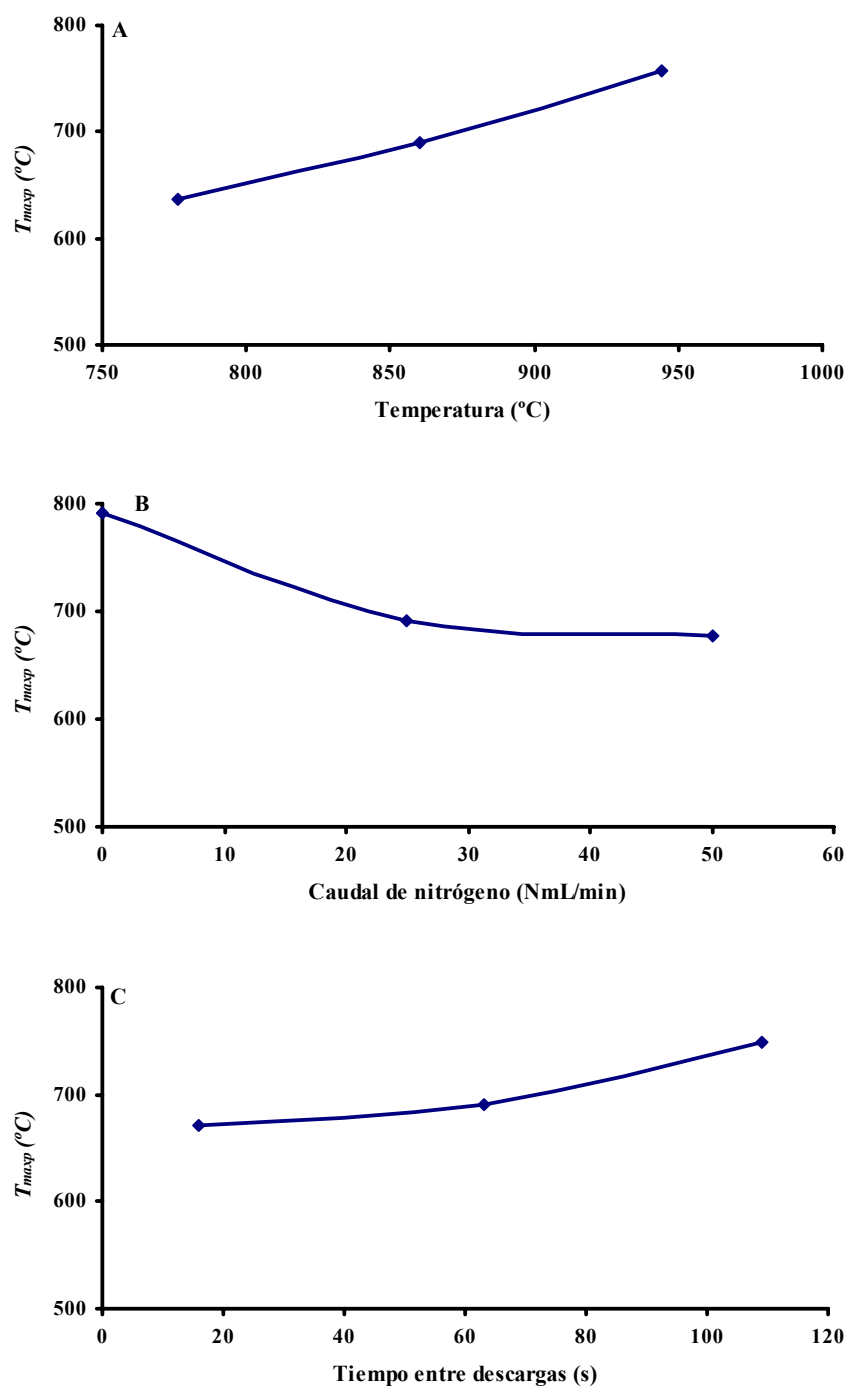 A
800
700
600
500
Tmaxp (ºC)
750 800 850 900 950 1000
Temperatura (ºC)
B
800
700
600
500
Tmaxp (ºC)
0 10 20 30 40 50 60
Caudal de nitrógeno (NmL/min)
C
800
700
600
500
Tmaxp (ºC)
0 20 40 60 80 100 120
Tiempo entre descargas (s)